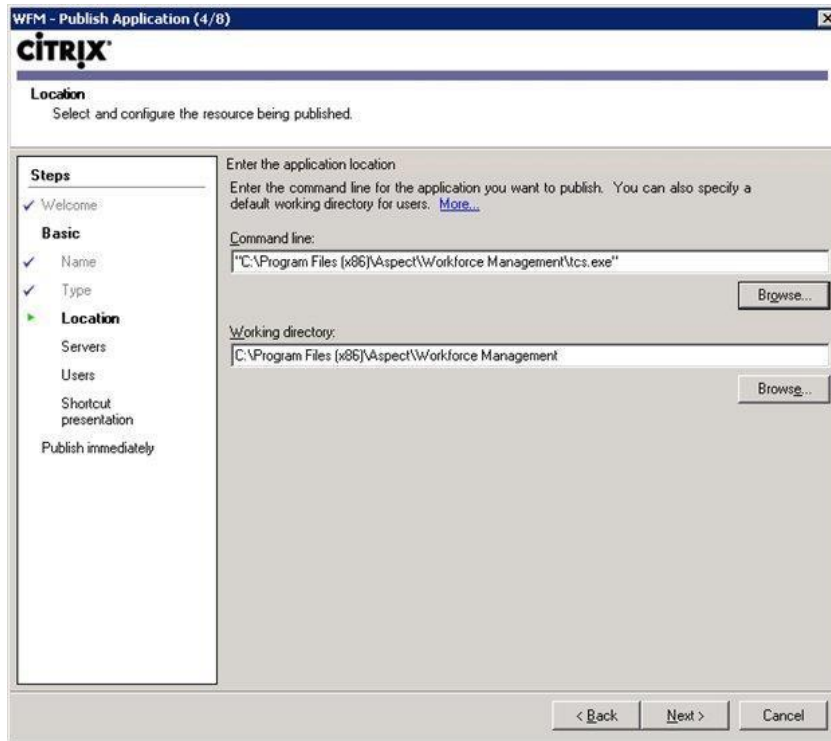 WFM - Publish Application (4/8)
CİTRIX®
Location
Select and configure the resource being published.
Steps
Welcome
Basic
Name
Type
Location
Servers
Users
Shortcut
presentation
Publish immediately
Enter the application location
Enter the command line for the application you want to publish. You can also specify a
default working directory for users. More...
Command line:
"C:\Program Files (x86)\Aspect\Workforce Management\tcs.exe"
Browse...
Working directory:
C:\Program Files (x86)\Aspect\Workforce Management
Browse...
< Back Next > Cancel